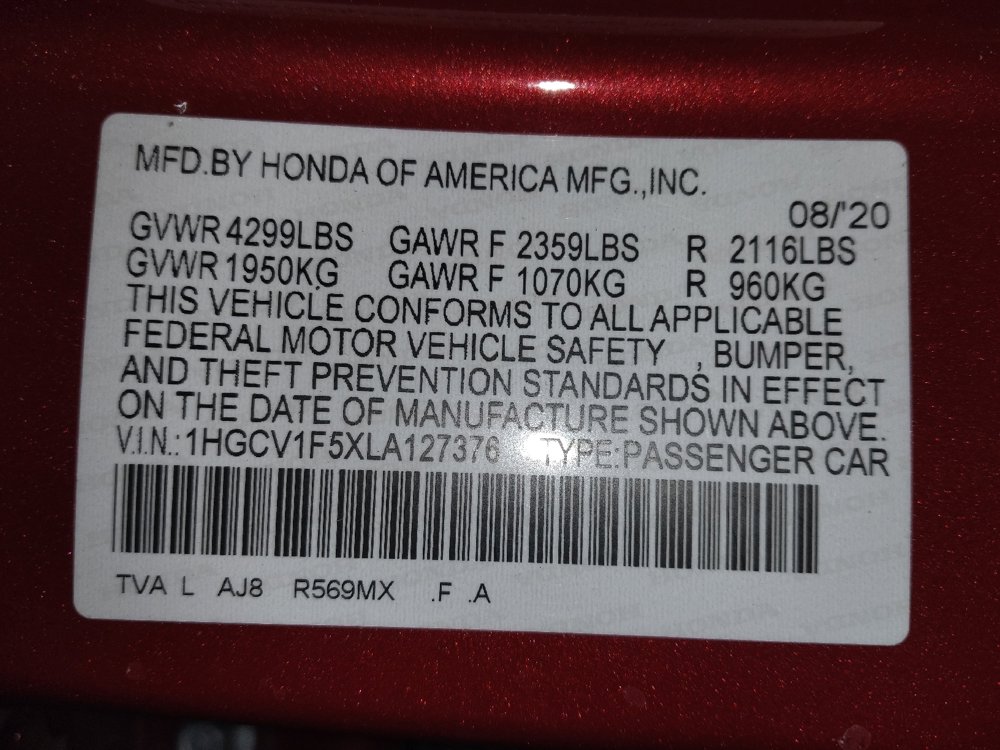 MFD.BY HONDA OF AMERICA MFG.,INC.
08/'20
GVWR 4299LBS GAWR F 2359LBS R 2116LBS
GVWR 1950KG GAWR F 1070KG R 960KG
THIS VEHICLE CONFORMS TO ALL APPLICABLE
FEDERAL MOTOR VEHICLE SAFETY , BUMPER,
AND THEFT PREVENTION STANDARDS IN EFFECT
ON THE DATE OF MANUFACTURE SHOWN ABOVE.
V.I.N.: 1HGCV1F5XLA127376 TYPE:PASSENGER CAR
TVA L AJ8 R569MX .F .A